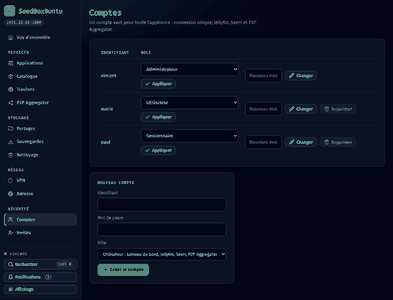 SeedBoxBuntu
Vue d'ensemble
SERVICES
Applications
Catalogue
Trackers
P2P Aggregator
STOCKAGE
Partages
Sauvegardes
Nettoyage
RÉSEAU
VPN
Adresse
SÉCURITÉ
Comptes
Invités
vincent
Rechercher
Ctrl K
Notifications
Affichage
Comptes
Un compte vaut pour toute l'appliance : connexion unique, Jellyfin, Seerr et P2P
Aggregator.
IDENTIFIANT RÔLE
vincent
Administrateur
Nouveau mot
Changer
Appliquer
marie
Utilisateur
Nouveau mot
Changer
Supprimer
Appliquer
paul
Gestionnaire
Nouveau mot
Changer
Supprimer
Appliquer
NOUVEAU COMPTE
Identifiant
Mot de passe
Rôle
Utilisateur : tableau de bord, Jellyfin, Seerr, P2P Aggregator
+ Créer le compte